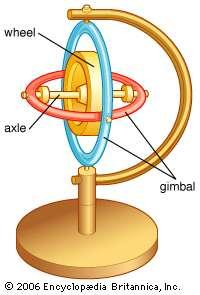 wheel
axle
gimbal
© 2006 Encyclopædia Britannica, Inc.